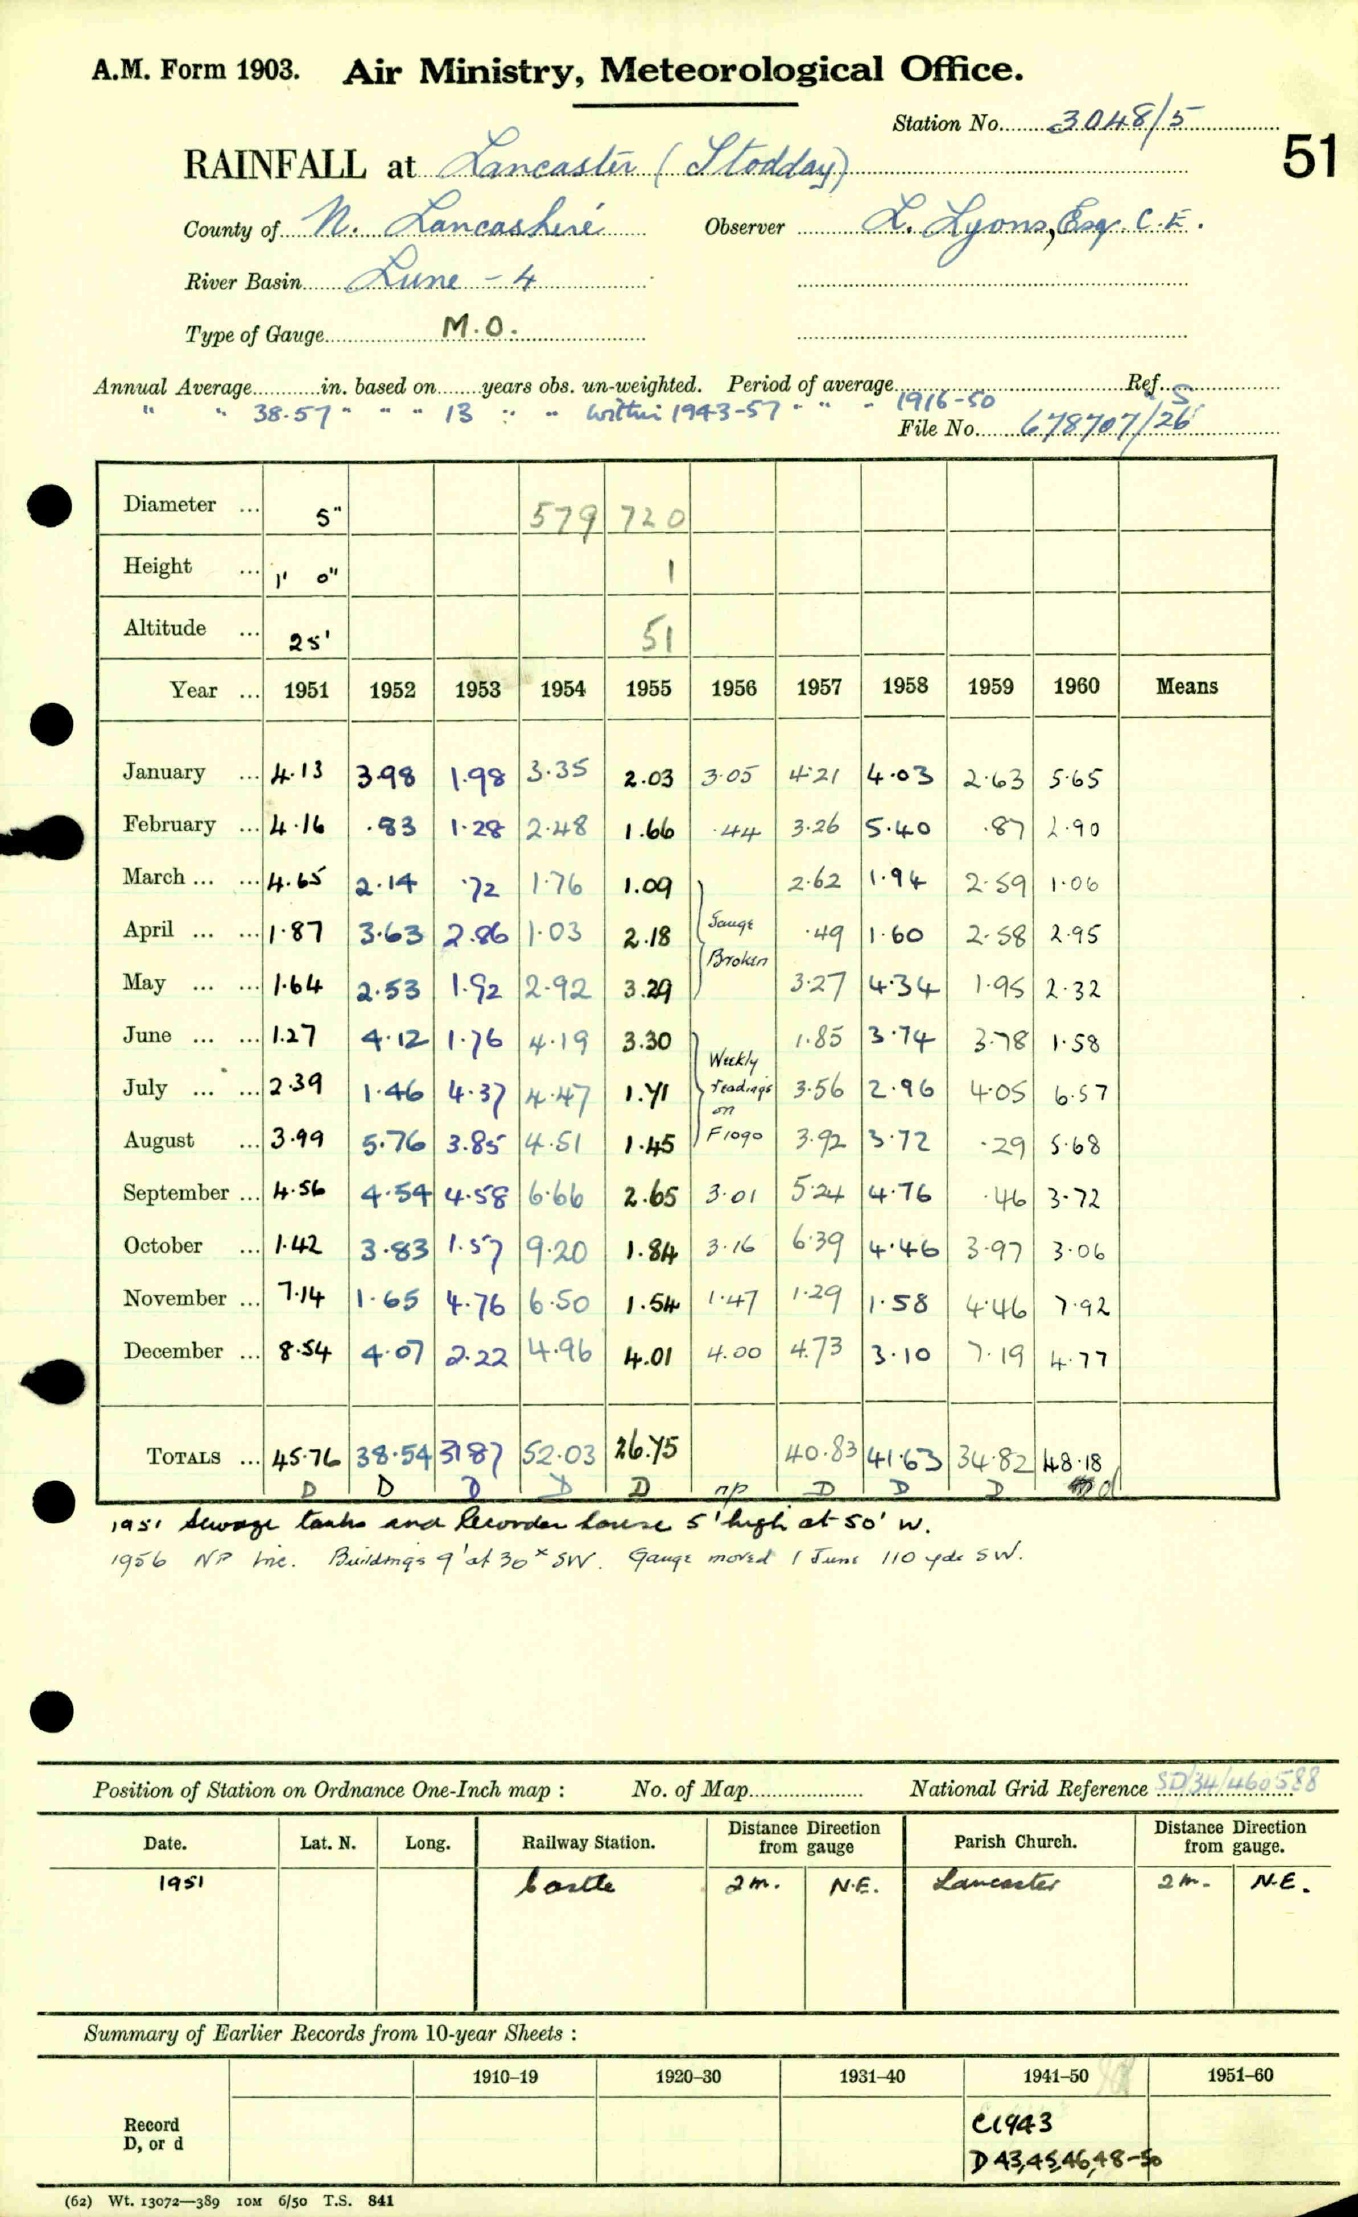 A.M. Form 1903. Air Ministry, Meteorological Office.
Station No. 3048/5
51
RAINFALL at Lancaster (Stodday)
County of N. Lancashire Observer L. Lyons, Esq. C.E.
River Basin Lune - 4
Type of Gauge M.O.
Annual Average in. based on years obs. un-weighted. Period of average Ref. S
" " 38.57 " " " 13 " " within 1943-57 " " " 1916-50
File No. 678707/26
Diameter ... 5" 579 720
Height ... 1' 0" 1
Altitude ... 25' 51
Year ... 1951 1952 1953 1954 1955 1956 1957 1958 1959 1960 Means
January ... 4.13 3.98 1.98 3.35 2.03 3.05 4.21 4.03 2.63 5.65
February ... 4.16 .83 1.28 2.48 1.66 .44 3.26 5.40 .87 2.90
March ... ... 4.65 2.14 .72 1.76 1.09 2.62 1.94 2.59 1.06
April ... ... 1.87 3.63 2.86 1.03 2.18 Gauge .49 1.60 2.58 2.95
May ... ... 1.64 2.53 1.92 2.92 3.29 Broken 3.27 4.34 1.95 2.32
June ... ... 1.27 4.12 1.76 4.19 3.30 Weekly 1.85 3.74 3.78 1.58
July ... ... 2.39 1.46 4.37 4.47 1.71 readings on 3.56 2.96 4.05 6.57
August ... 3.99 5.76 3.85 4.51 1.45 F1090 3.92 3.72 .29 5.68
September ... 4.56 4.54 4.58 6.66 2.65 3.01 5.24 4.76 .46 3.72
October ... 1.42 3.83 1.57 9.20 1.84 3.16 6.39 4.46 3.97 3.06
November ... 7.14 1.65 4.76 6.50 1.54 1.47 1.29 1.58 4.46 7.92
December ... 8.54 4.07 2.22 4.96 4.01 4.00 4.73 3.10 7.19 4.77
TOTALS ... 45.76 38.54 31.87 52.03 26.75 40.83 41.63 34.82 48.18
D D D D D np D D D d
1951 Sewage tanks and Recorder house 5' high at 50' W.
1956 NP inc. Buildings 9' at 30x SW. Gauge moved 1 June 110 yds SW.
Position of Station on Ordnance One-Inch map : No. of Map National Grid Reference SD/34/460588
Date. Lat. N. Long. Railway Station. Distance Direction from gauge Parish Church. Distance Direction from gauge.
1951 Castle 2m. N.E. Lancaster 2m. N.E.
Summary of Earlier Records from 10-year Sheets :
1910–19 1920–30 1931–40 1941–50 1951–60
Record D, or d
C1943
D 43,45,46,48-50
(62) Wt. 13072—389 10M 6/50 T.S. 841